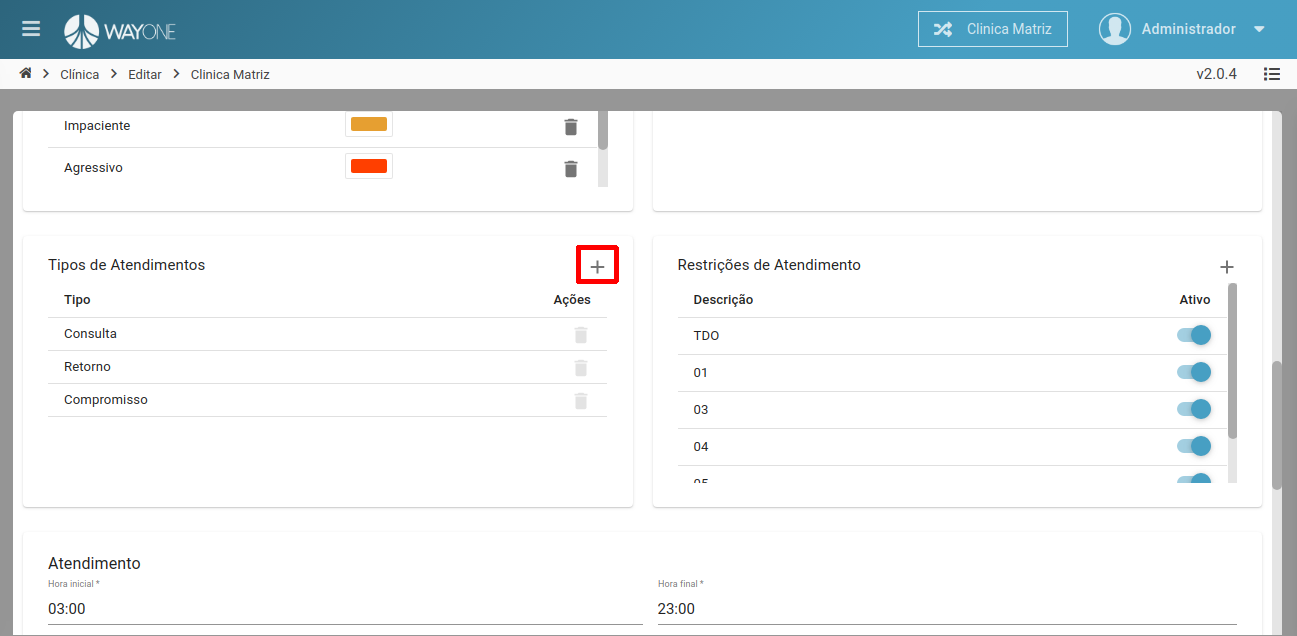 WAYONE
Clinica Matriz
Administrador
Clínica
Editar
Clinica Matriz
v2.0.4
Impaciente
Agressivo
Tipos de Atendimentos
Tipo
Ações
Consulta
Retorno
Compromisso
Restrições de Atendimento
Descrição
Ativo
TDO
01
03
04
05
Atendimento
Hora inicial *
03:00
Hora final *
23:00